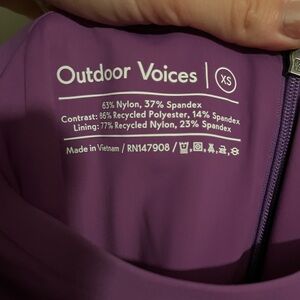 Outdoor Voices | XS
63% Nylon, 37% Spandex
Contrast: 86% Recycled Polyester, 14% Spandex
Lining: 77% Recycled Nylon, 23% Spandex
Made in Vietnam / RN147908 /